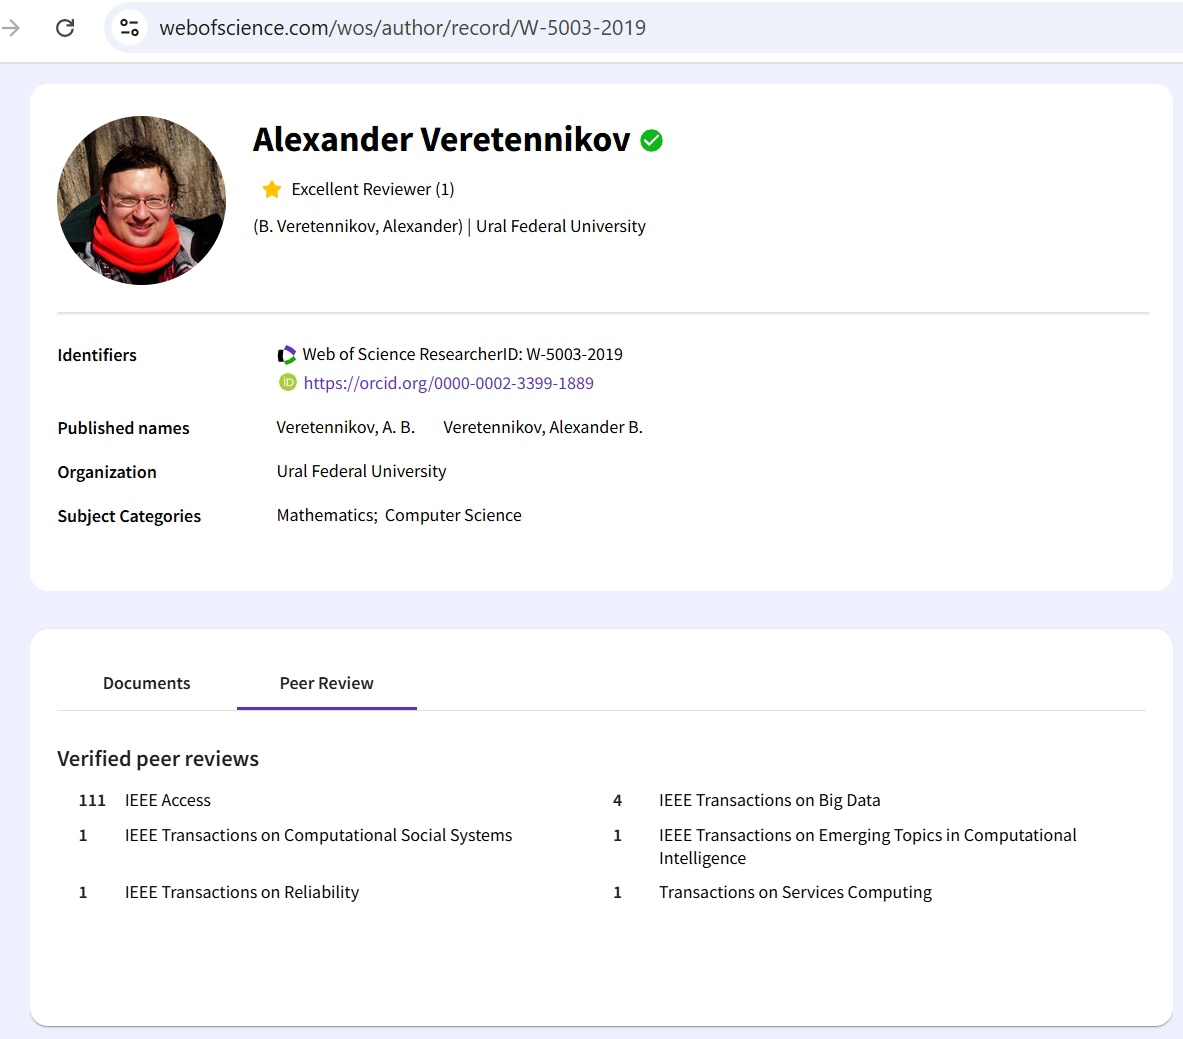 webofscience.com/wos/author/record/W-5003-2019
Alexander Veretennikov
Excellent Reviewer (1)
(B. Veretennikov, Alexander) | Ural Federal University
Identifiers
Web of Science ResearcherID: W-5003-2019
iD https://orcid.org/0000-0002-3399-1889
Published names
Veretennikov, A. B. Veretennikov, Alexander B.
Organization
Ural Federal University
Subject Categories
Mathematics; Computer Science
Documents
Peer Review
Verified peer reviews
111 IEEE Access
4 IEEE Transactions on Big Data
1 IEEE Transactions on Computational Social Systems
1 IEEE Transactions on Emerging Topics in Computational
Intelligence
1 IEEE Transactions on Reliability
1 Transactions on Services Computing